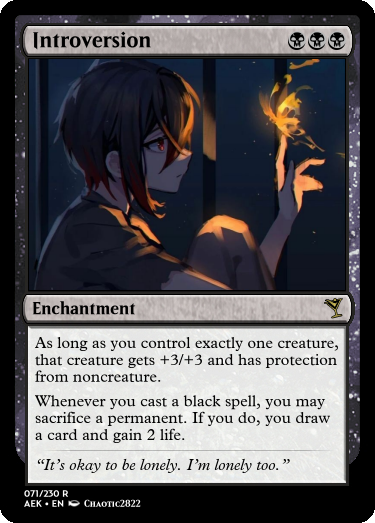 Introversion
Enchantment
As long as you control exactly one creature,
that creature gets +3/+3 and has protection
from noncreature.
Whenever you cast a black spell, you may
sacrifice a permanent. If you do, you draw
a card and gain 2 life.
“It's okay to be lonely. I'm lonely too.”
071/230 R
AEK • EN Chaotic2822